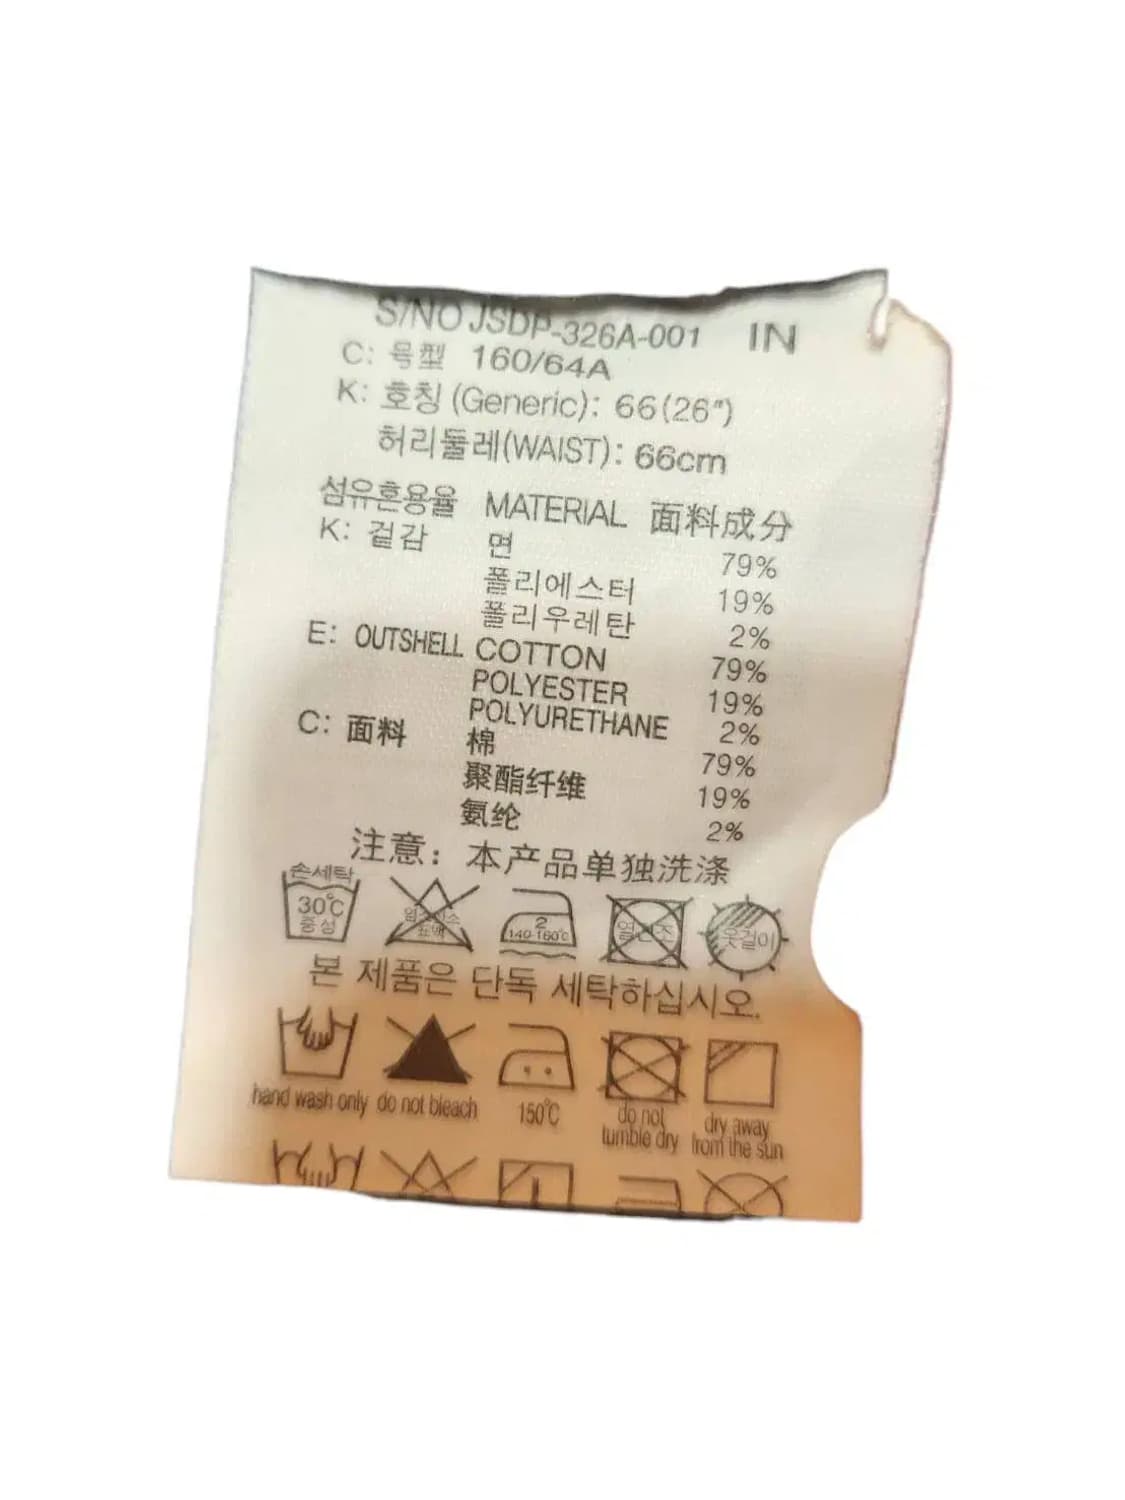 S/NO JSDP-326A-001 IN
C: 号型 160/64A
K: 호칭 (Generic): 66(26")
허리둘레(WAIST): 66cm
섬유혼용율 MATERIAL 面料成分
K: 겉감 면 79%
폴리에스터 19%
폴리우레탄 2%
E: OUTSHELL COTTON 79%
POLYESTER 19%
POLYURETHANE 2%
C: 面料 棉 79%
聚酯纤维 19%
氨纶 2%
注意: 本产品单独洗涤
손세탁
30℃ 중성
표백
2
140-160℃
옷걸이
본 제품은 단독 세탁하십시오.
hand wash only do not bleach 150℃ do not tumble dry dry away from the sun